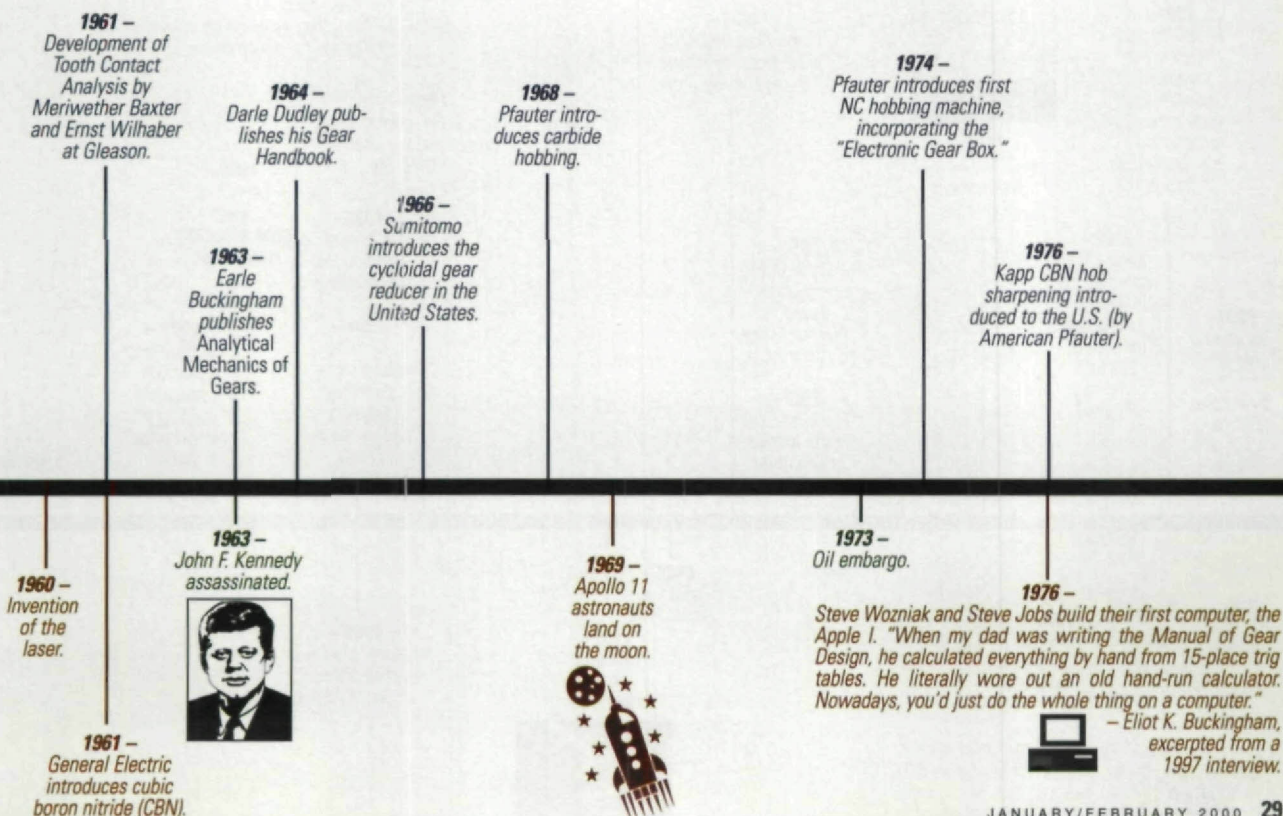 1961 –
Development of
Tooth Contact
Analysis by
Meriwether Baxter
and Ernst Wilhaber
at Gleason.
1963 –
Earle
Buckingham
publishes
Analytical
Mechanics of
Gears.
1964 –
Darle Dudley pub-
lishes his Gear
Handbook.
1966 –
Sumitomo
introduces the
cycloidal gear
reducer in the
United States.
1968 –
Pfauter intro-
duces carbide
hobbing.
1974 –
Pfauter introduces first
NC hobbing machine,
incorporating the
"Electronic Gear Box."
1976 –
Kapp CBN hob
sharpening intro-
duced to the U.S. (by
American Pfauter).
1960 –
Invention
of the
laser.
1961 –
General Electric
introduces cubic
boron nitride (CBN).
1963 –
John F. Kennedy
assassinated.
1969 –
Apollo 11
astronauts
land on
the moon.
1973 –
Oil embargo.
1976 –
Steve Wozniak and Steve Jobs build their first computer, the
Apple I. "When my dad was writing the Manual of Gear
Design, he calculated everything by hand from 15-place trig
tables. He literally wore out an old hand-run calculator.
Nowadays, you'd just do the whole thing on a computer."
– Eliot K. Buckingham,
excerpted from a
1997 interview.
JANUARY/FEBRUARY 2000 29